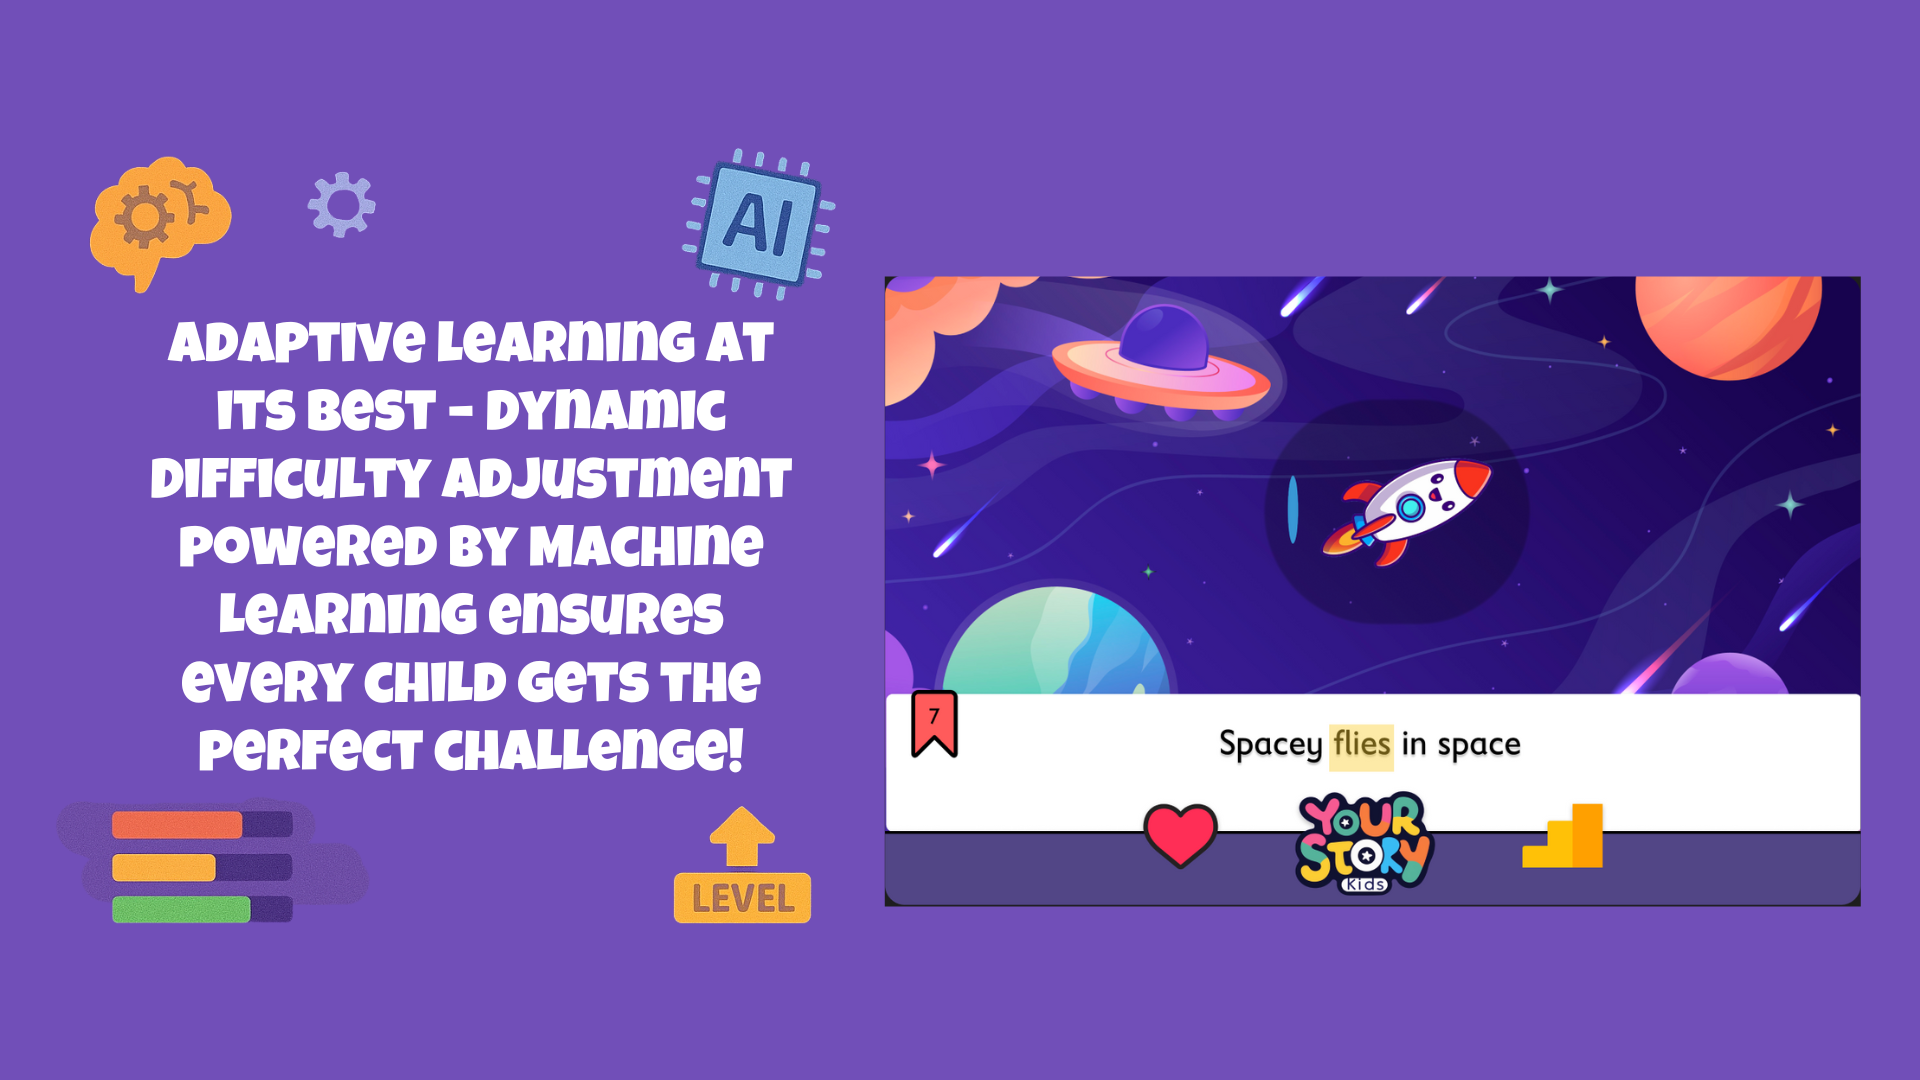 AI
ADAPTIVE LEARNING AT
ITS BEST – DYNAMIC
DIFFICULTY ADJUSTMENT
POWERED BY MACHINE
LEARNING ENSURES
EVERY CHILD GETS THE
PERFECT CHALLENGE!
LEVEL
7
Spacey flies in space
YOUR
STORY
Kids